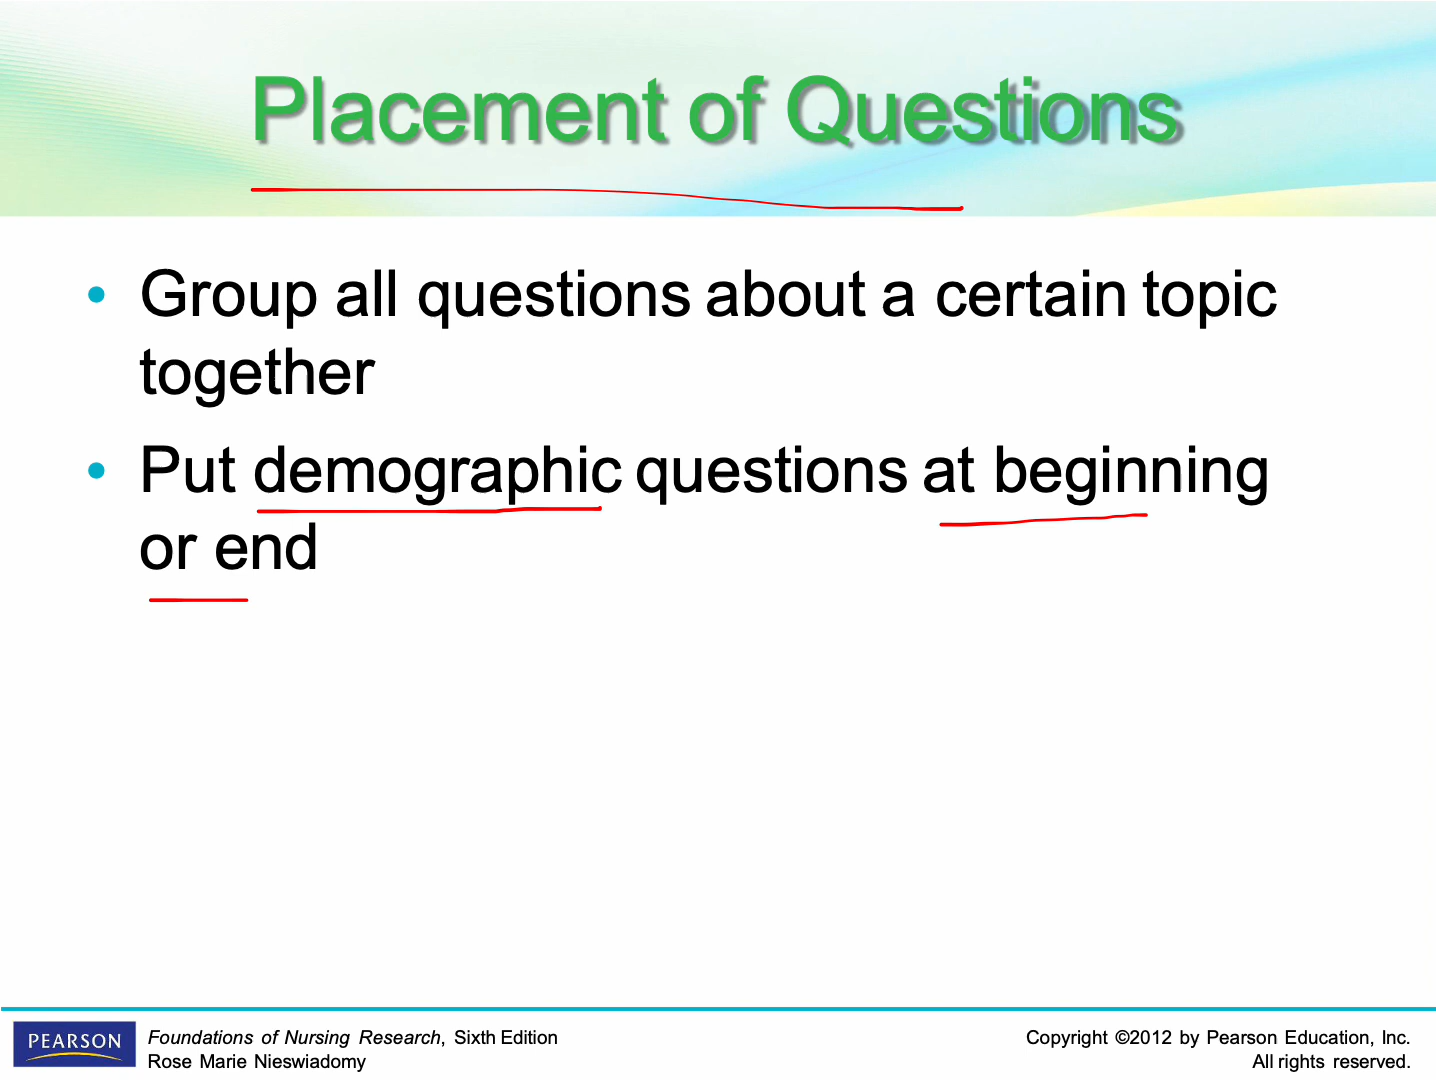 Placement of Questions
• Group all questions about a certain topic
together
• Put demographic questions at beginning
or end
PEARSON
Foundations of Nursing Research, Sixth Edition
Rose Marie Nieswiadomy
Copyright ©2012 by Pearson Education, Inc.
All rights reserved.